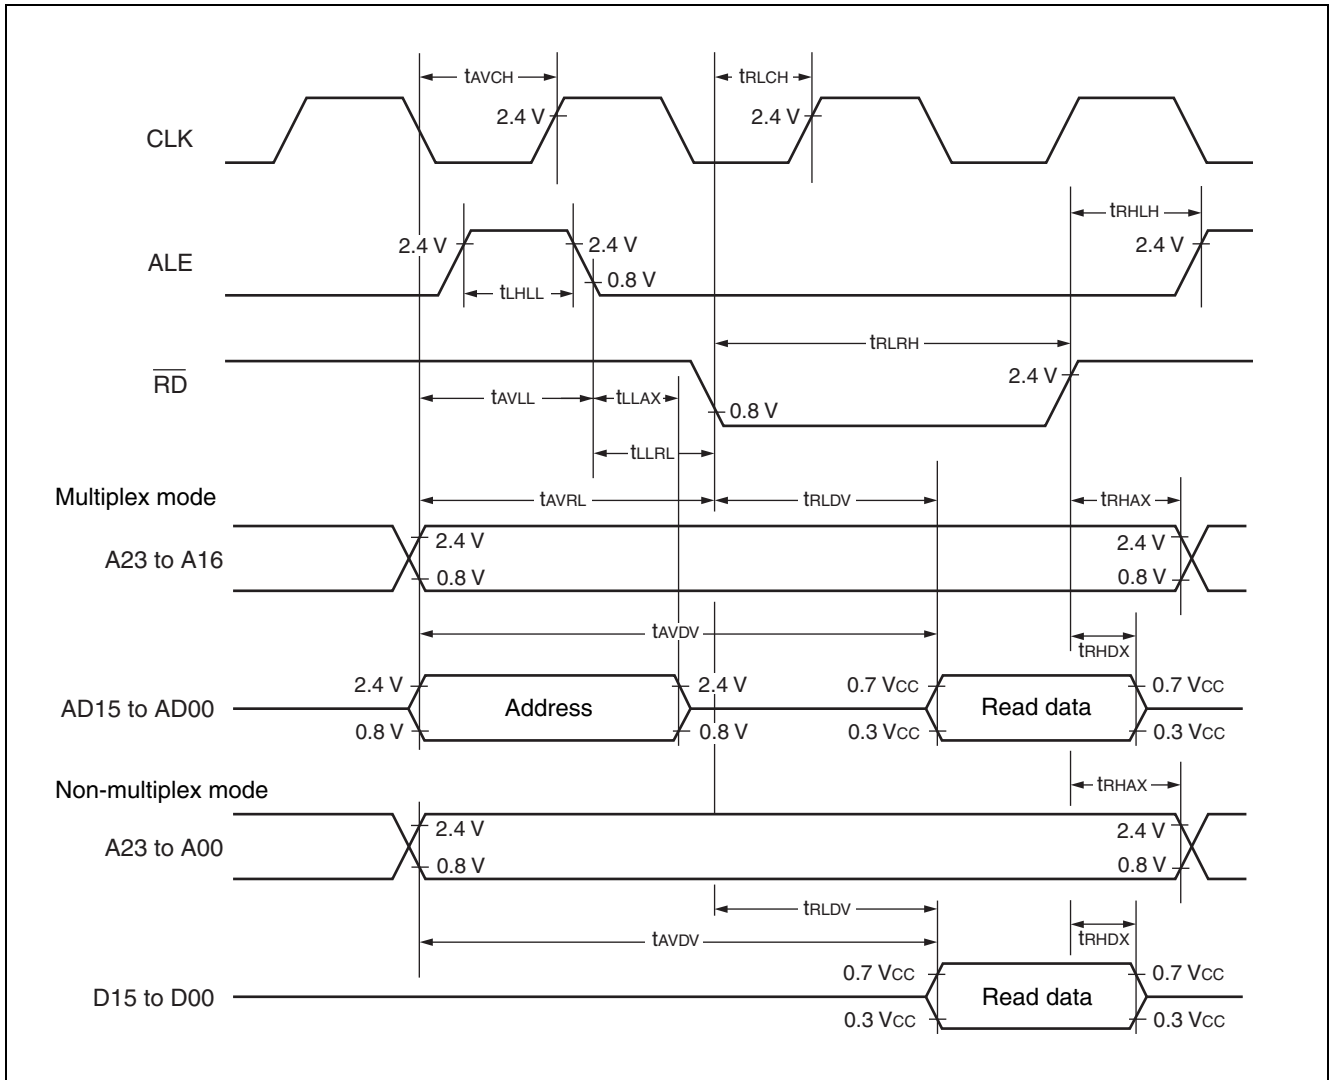 tAVCH
tRLCH
2.4 V
2.4 V
CLK
tRHLH
2.4 V
2.4 V
2.4 V
ALE
0.8 V
tLHLL
tRLRH
RD
2.4 V
tAVLL
tLLAX
0.8 V
tLLRL
Multiplex mode
tAVRL
tRLDV
tRHAX
2.4 V
2.4 V
A23 to A16
0.8 V
0.8 V
tAVDV
tRHDX
2.4 V
2.4 V
0.7 VCC
0.7 VCC
AD15 to AD00
Address
Read data
0.8 V
0.8 V
0.3 VCC
0.3 VCC
Non-multiplex mode
tRHAX
2.4 V
2.4 V
A23 to A00
0.8 V
0.8 V
tRLDV
tAVDV
tRHDX
0.7 VCC
0.7 VCC
D15 to D00
Read data
0.3 VCC
0.3 VCC